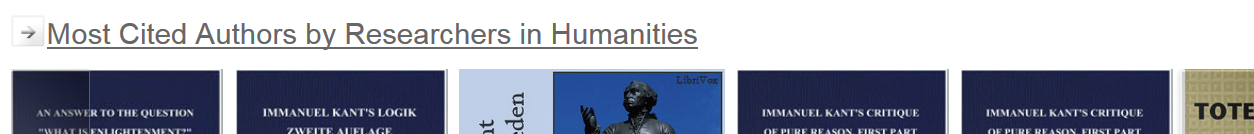 Most Cited Authors by Researchers in Humanities
AN ANSWER TO THE QUESTION
"WHAT IS ENLIGHTENMENT?"
IMMANUEL KANT'S LOGIK
ZWEITE AUFLAGE
LibriVox
IMMANUEL KANT'S CRITIQUE
OF PURE REASON, FIRST PART
IMMANUEL KANT'S CRITIQUE
OF PURE REASON, FIRST PART